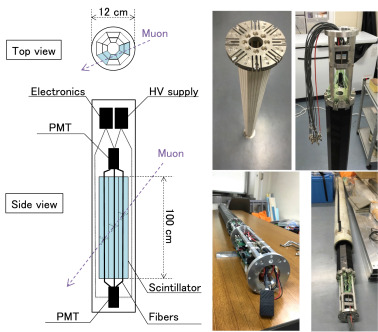 12 cm
Top view
Muon
Electronics
HV supply
PMT
Muon
Side view
100 cm
Scintillator
PMT
Fibers